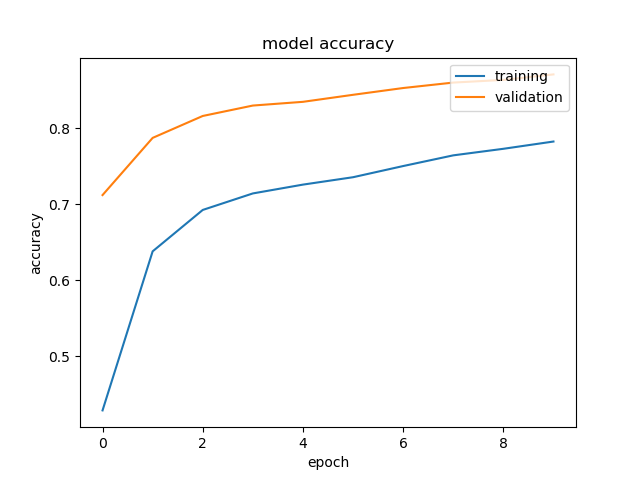 model accuracy
training
validation
0.8
0.7
0.6
0.5
accuracy
0 2 4 6 8
epoch